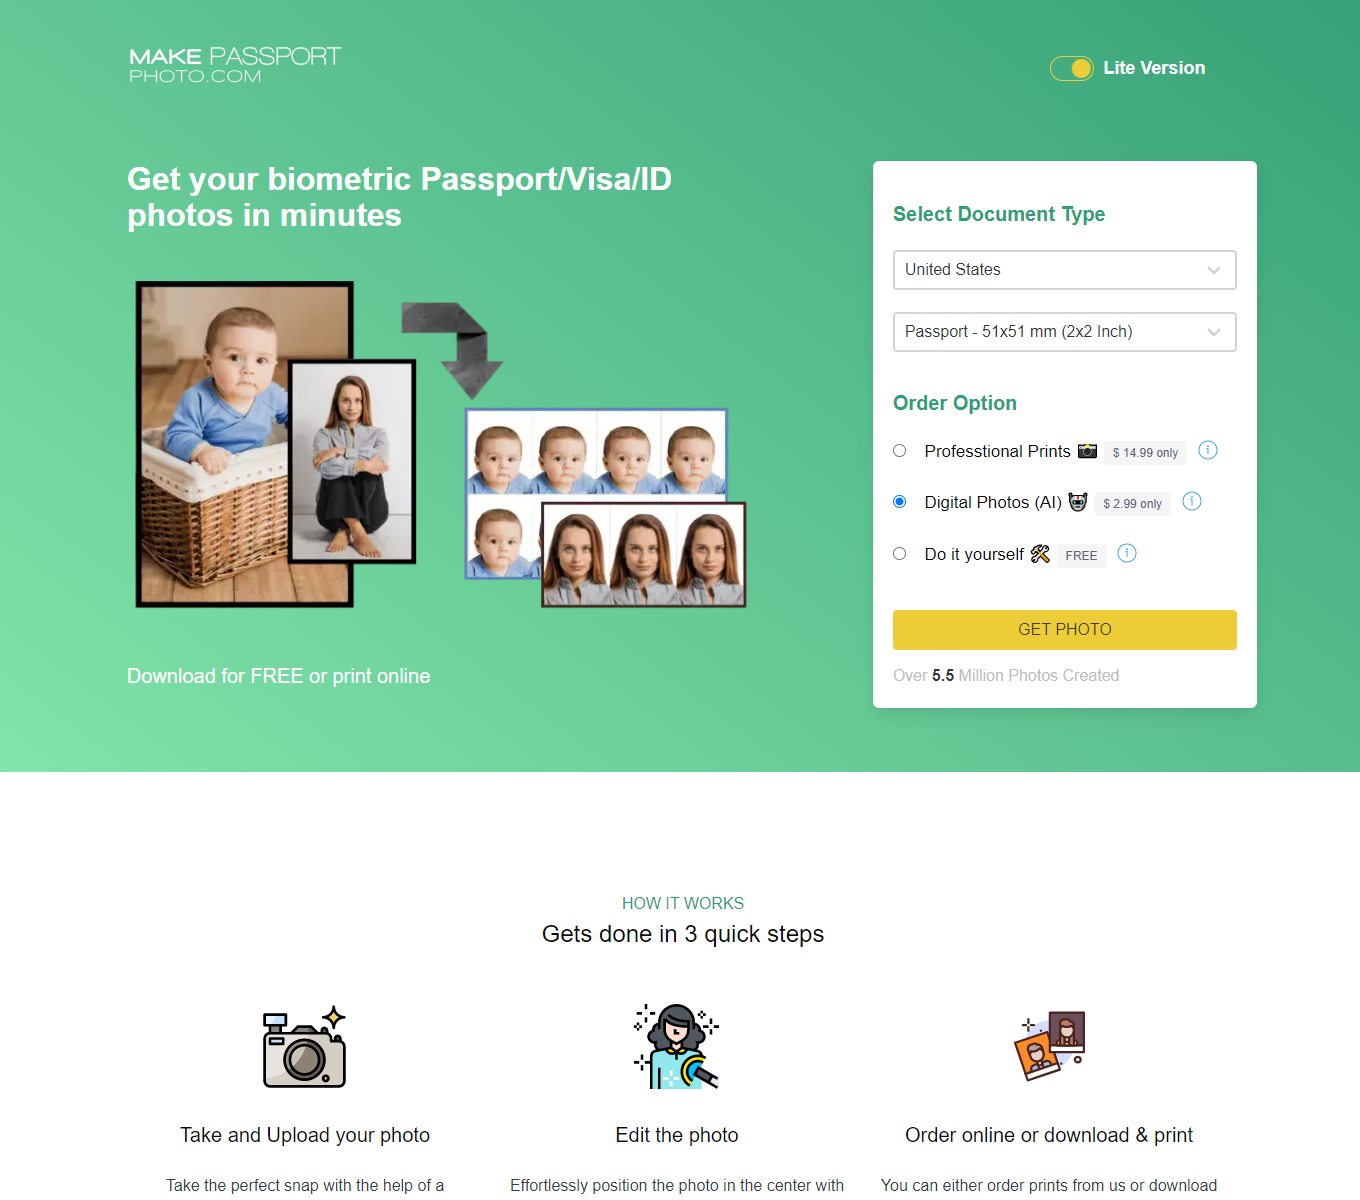 MAKE PASSPORT
PHOTO.COM
Lite Version
Get your biometric Passport/Visa/ID
photos in minutes
Download for FREE or print online
Select Document Type
United States
Passport - 51x51 mm (2x2 Inch)
Order Option
Professtional Prints $ 14.99 only
Digital Photos (AI) $ 2.99 only
Do it yourself FREE
GET PHOTO
Over 5.5 Million Photos Created
HOW IT WORKS
Gets done in 3 quick steps
Take and Upload your photo
Take the perfect snap with the help of a
Edit the photo
Effortlessly position the photo in the center with
Order online or download & print
You can either order prints from us or download